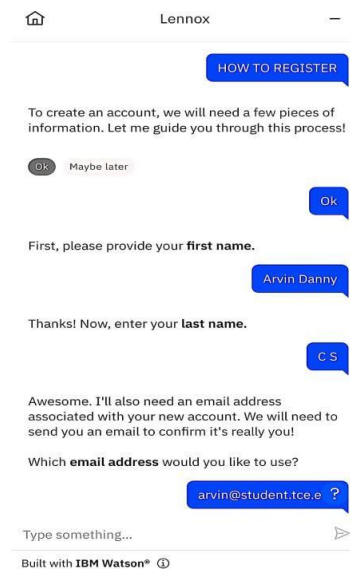 Lennox
HOW TO REGISTER
To create an account, we will need a few pieces of
information. Let me guide you through this process!
Ok Maybe later
Ok
First, please provide your first name.
Arvin Danny
Thanks! Now, enter your last name.
C S
Awesome. I'll also need an email address
associated with your new account. We will need to
send you an email to confirm it's really you!
Which email address would you like to use?
arvin@student.tce.e ?
Type something...
Built with IBM Watson®